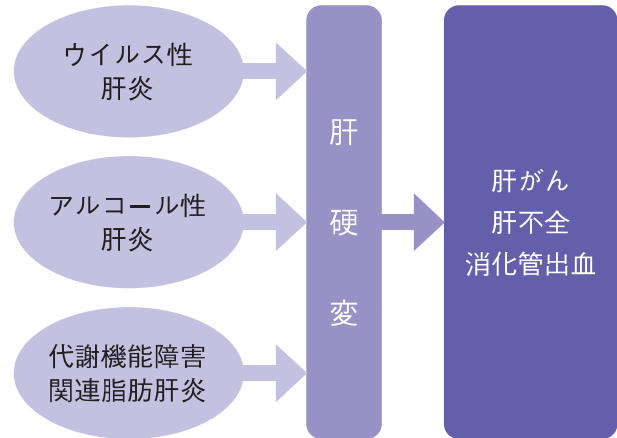 ウイルス性
肝炎
アルコール性
肝炎
代謝機能障害
関連脂肪肝炎
肝硬変
肝がん
肝不全
消化管出血